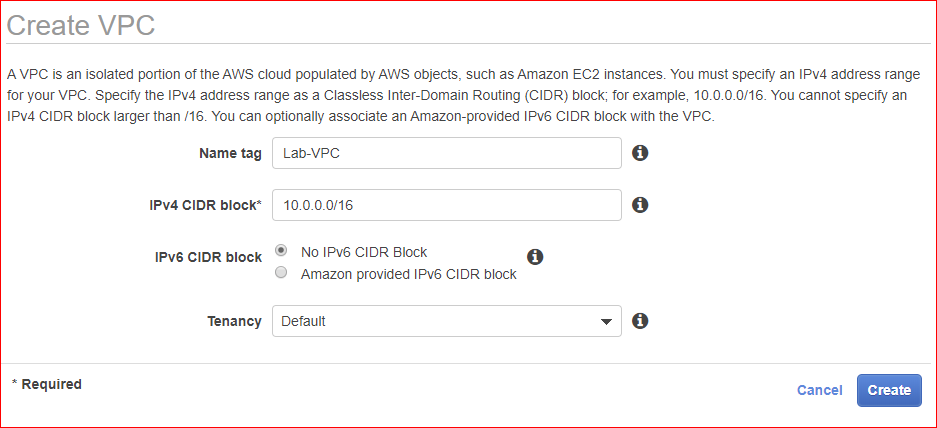 Create VPC
A VPC is an isolated portion of the AWS cloud populated by AWS objects, such as Amazon EC2 instances. You must specify an IPv4 address range
for your VPC. Specify the IPv4 address range as a Classless Inter-Domain Routing (CIDR) block; for example, 10.0.0.0/16. You cannot specify an
IPv4 CIDR block larger than /16. You can optionally associate an Amazon-provided IPv6 CIDR block with the VPC.
Name tag Lab-VPC
IPv4 CIDR block* 10.0.0.0/16
IPv6 CIDR block No IPv6 CIDR Block
Amazon provided IPv6 CIDR block
Tenancy Default
* Required
Cancel Create